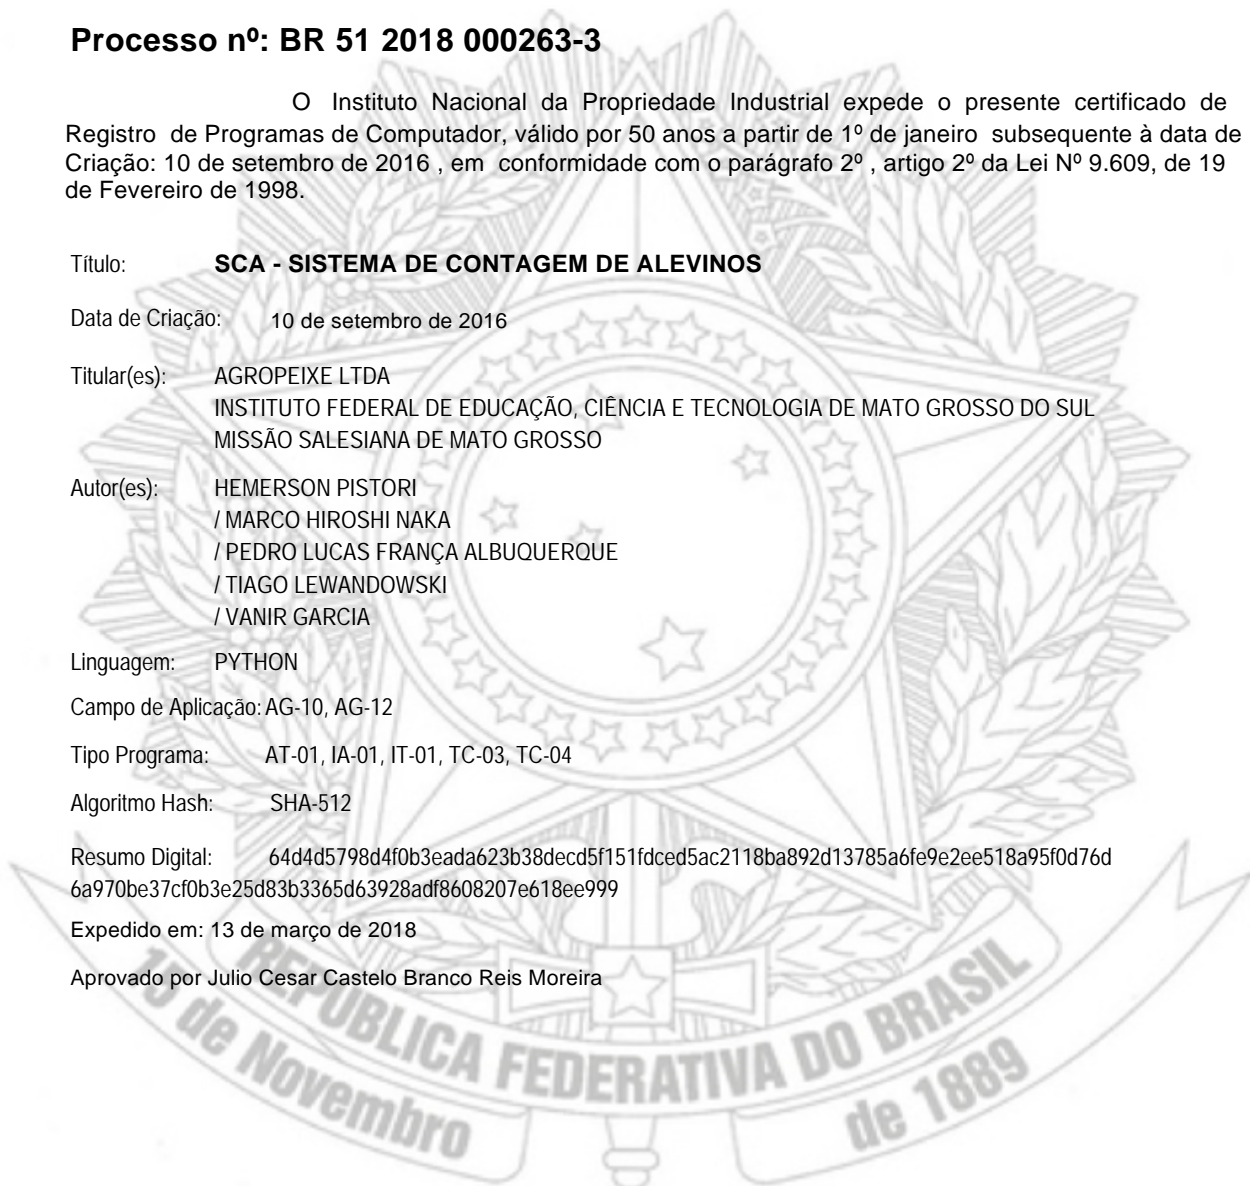 Processo nº: BR 51 2018 000263-3
O Instituto Nacional da Propriedade Industrial expede o presente certificado de
Registro de Programas de Computador, válido por 50 anos a partir de 1º de janeiro subsequente à data de
Criação: 10 de setembro de 2016 , em conformidade com o parágrafo 2º , artigo 2º da Lei Nº 9.609, de 19
de Fevereiro de 1998.
Título: SCA - SISTEMA DE CONTAGEM DE ALEVINOS
Data de Criação: 10 de setembro de 2016
Titular(es): AGROPEIXE LTDA
INSTITUTO FEDERAL DE EDUCAÇÃO, CIÊNCIA E TECNOLOGIA DE MATO GROSSO DO SUL
MISSÃO SALESIANA DE MATO GROSSO
Autor(es): HEMERSON PISTORI
/ MARCO HIROSHI NAKA
/ PEDRO LUCAS FRANÇA ALBUQUERQUE
/ TIAGO LEWANDOWSKI
/ VANIR GARCIA
Linguagem: PYTHON
Campo de Aplicação: AG-10, AG-12
Tipo Programa: AT-01, IA-01, IT-01, TC-03, TC-04
Algoritmo Hash: SHA-512
Resumo Digital: 64d4d5798d4f0b3eada623b38decd5f151fdced5ac2118ba892d13785a6fe9e2ee518a95f0d76d
6a970be37cf0b3e25d83b3365d63928adf8608207e618ee999
Expedido em: 13 de março de 2018
Aprovado por Julio Cesar Castelo Branco Reis Moreira
REPÚBLICA FEDERATIVA DO BRASIL
15 de Novembro de 1889